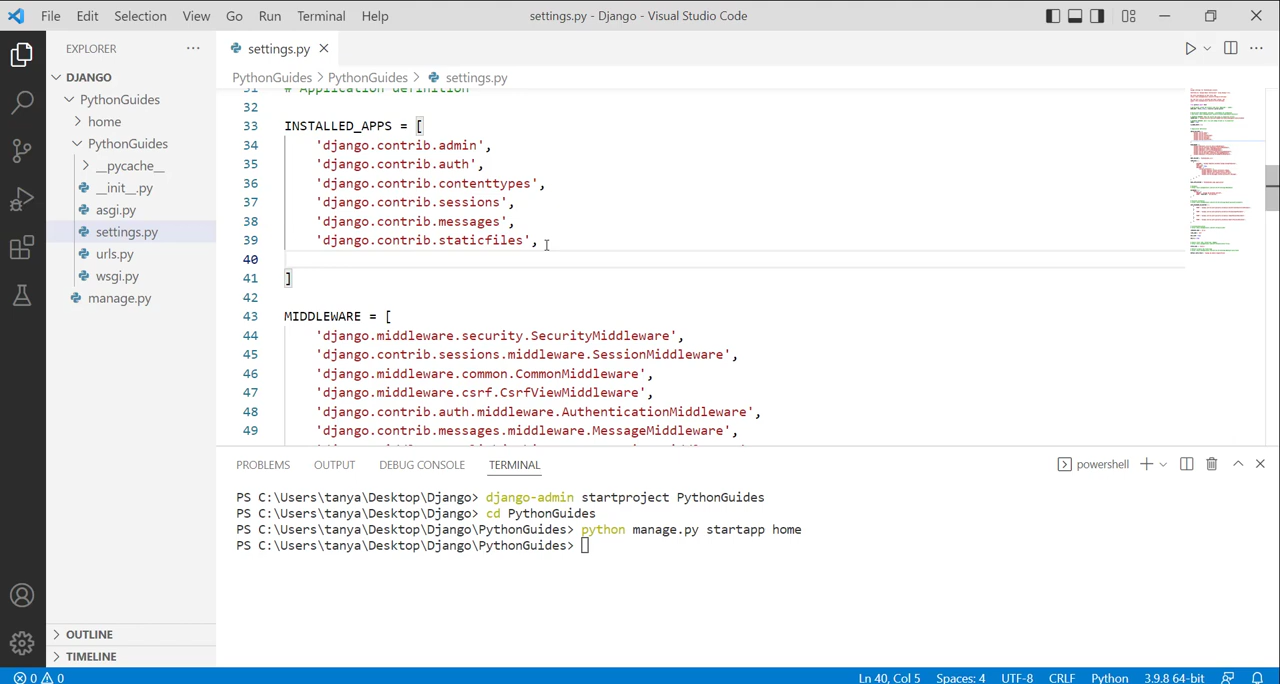 File Edit Selection View Go Run Terminal Help
settings.py - Django - Visual Studio Code
EXPLORER
DJANGO
PythonGuides
home
PythonGuides
__pycache__
__init__.py
asgi.py
settings.py
urls.py
wsgi.py
manage.py
OUTLINE
TIMELINE
settings.py
PythonGuides > PythonGuides > settings.py
31 # Application definition
32
33 INSTALLED_APPS = [
34 'django.contrib.admin',
35 'django.contrib.auth',
36 'django.contrib.contenttypes',
37 'django.contrib.sessions',
38 'django.contrib.messages',
39 'django.contrib.staticfiles',
40
41 ]
42
43 MIDDLEWARE = [
44 'django.middleware.security.SecurityMiddleware',
45 'django.contrib.sessions.middleware.SessionMiddleware',
46 'django.middleware.common.CommonMiddleware',
47 'django.middleware.csrf.CsrfViewMiddleware',
48 'django.contrib.auth.middleware.AuthenticationMiddleware',
49 'django.contrib.messages.middleware.MessageMiddleware',
PROBLEMS OUTPUT DEBUG CONSOLE TERMINAL
powershell
PS C:\Users\tanya\Desktop\Django> django-admin startproject PythonGuides
PS C:\Users\tanya\Desktop\Django> cd PythonGuides
PS C:\Users\tanya\Desktop\Django\PythonGuides> python manage.py startapp home
PS C:\Users\tanya\Desktop\Django\PythonGuides>
0 0
Ln 40, Col 5 Spaces: 4 UTF-8 CRLF Python 3.9.8 64-bit